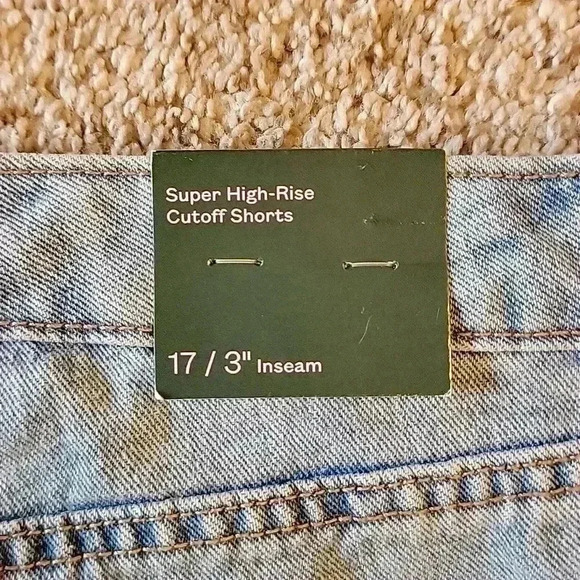 Super High-Rise
Cutoff Shorts
17 / 3" Inseam